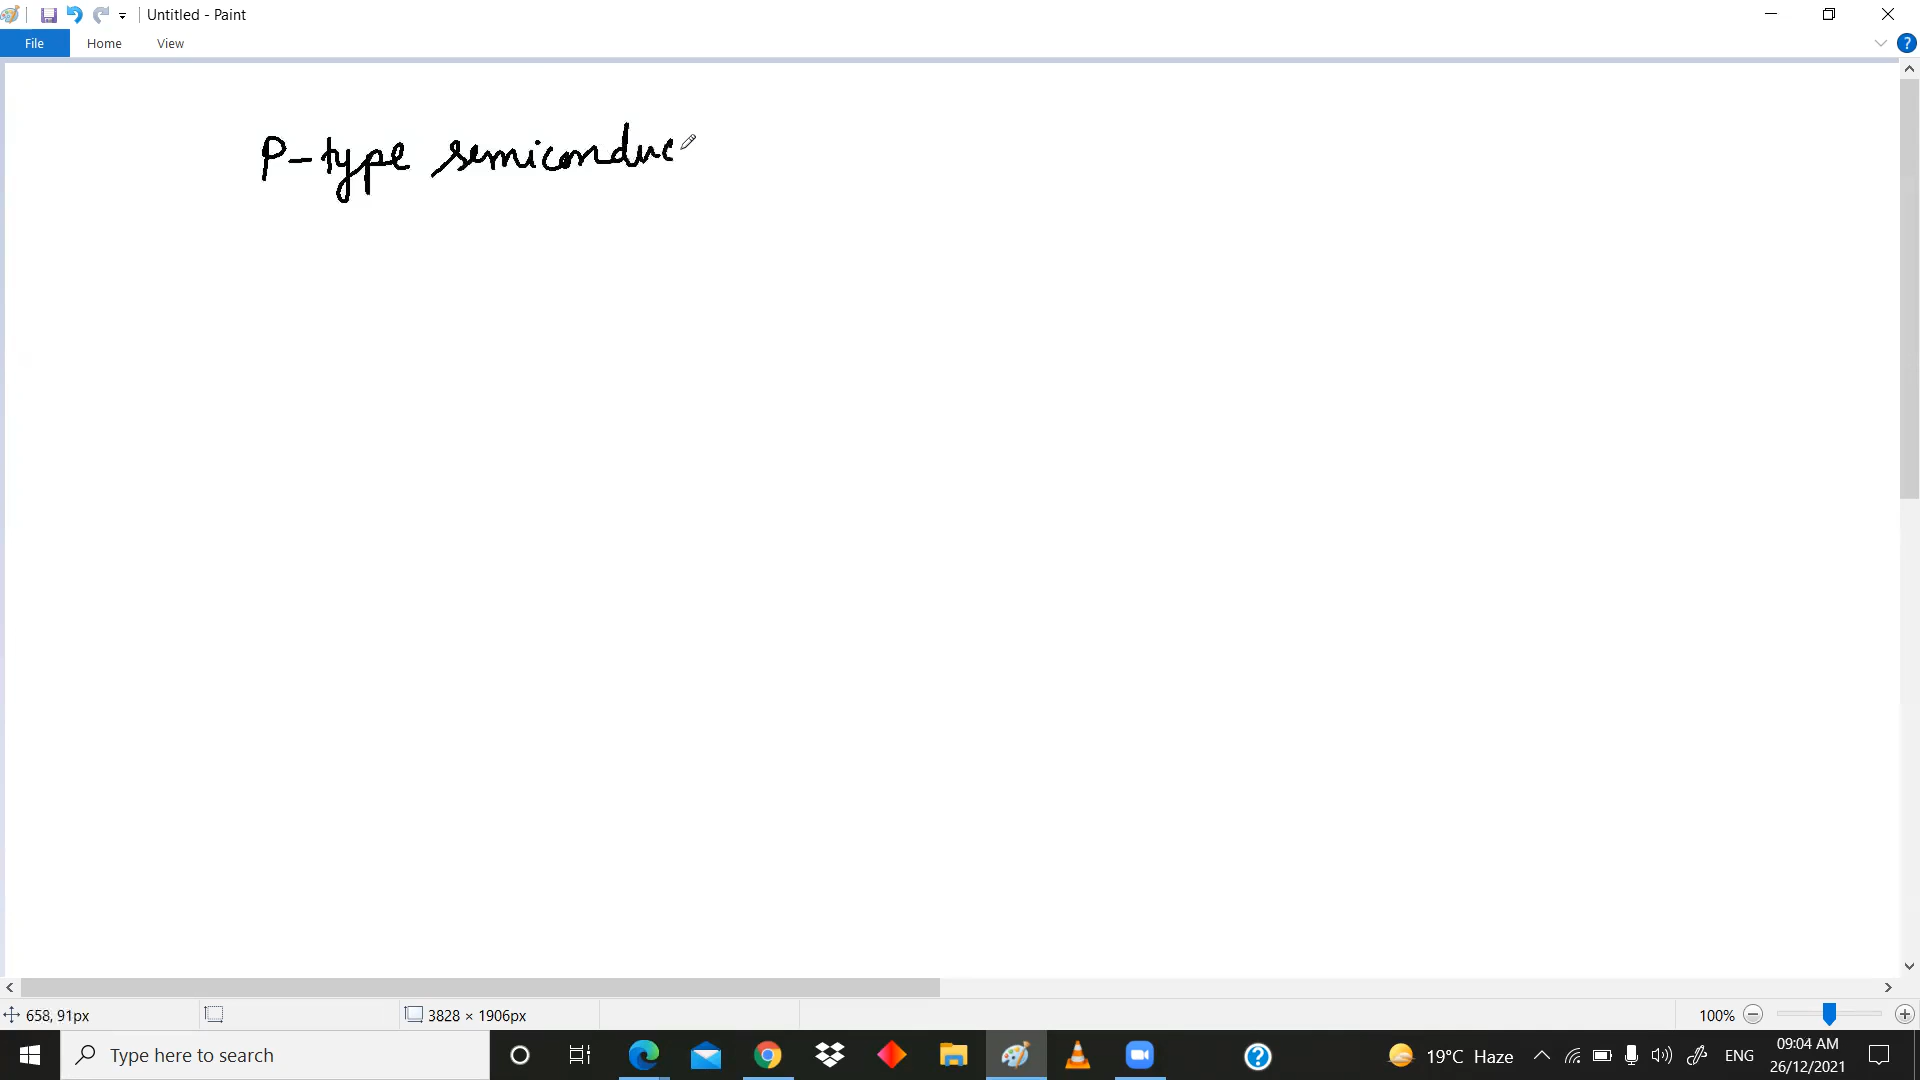 Untitled - Paint
File Home View
P-type semiconduc
658, 91px
3828 × 1906px
100%
Type here to search
19°C Haze
ENG
09:04 AM
26/12/2021